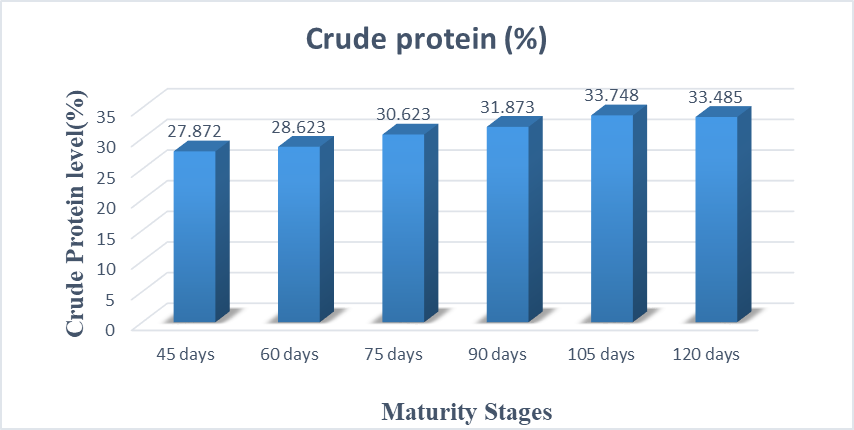 Crude protein (%)
Crude Protein level(%)
35
30
25
20
15
10
5
0
27.872
28.623
30.623
31.873
33.748
33.485
45 days
60 days
75 days
90 days
105 days
120 days
Maturity Stages